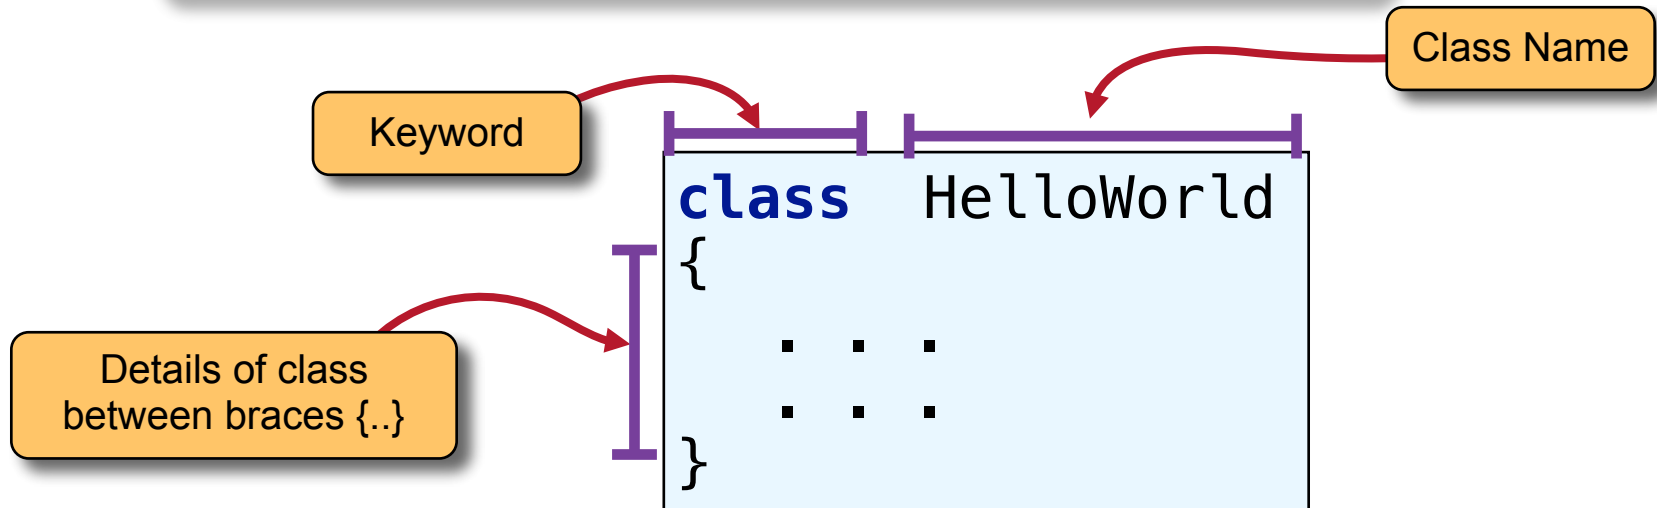 Class Name
Keyword
class HelloWorld
{
. . .
Details of class
between braces {..}
. . .
}